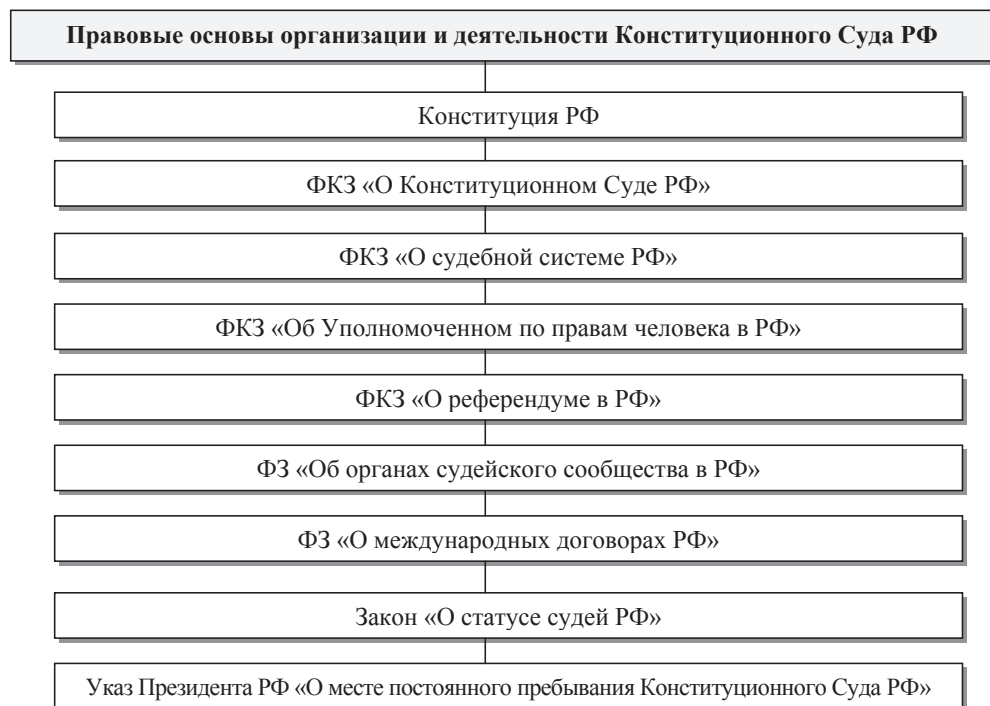 Правовые основы организации и деятельности Конституционного Суда РФ
Конституция РФ
ФКЗ «О Конституционном Суде РФ»
ФКЗ «О судебной системе РФ»
ФКЗ «Об Уполномоченном по правам человека в РФ»
ФКЗ «О референдуме в РФ»
ФЗ «Об органах судейского сообщества в РФ»
ФЗ «О международных договорах РФ»
Закон «О статусе судей РФ»
Указ Президента РФ «О месте постоянного пребывания Конституционного Суда РФ»